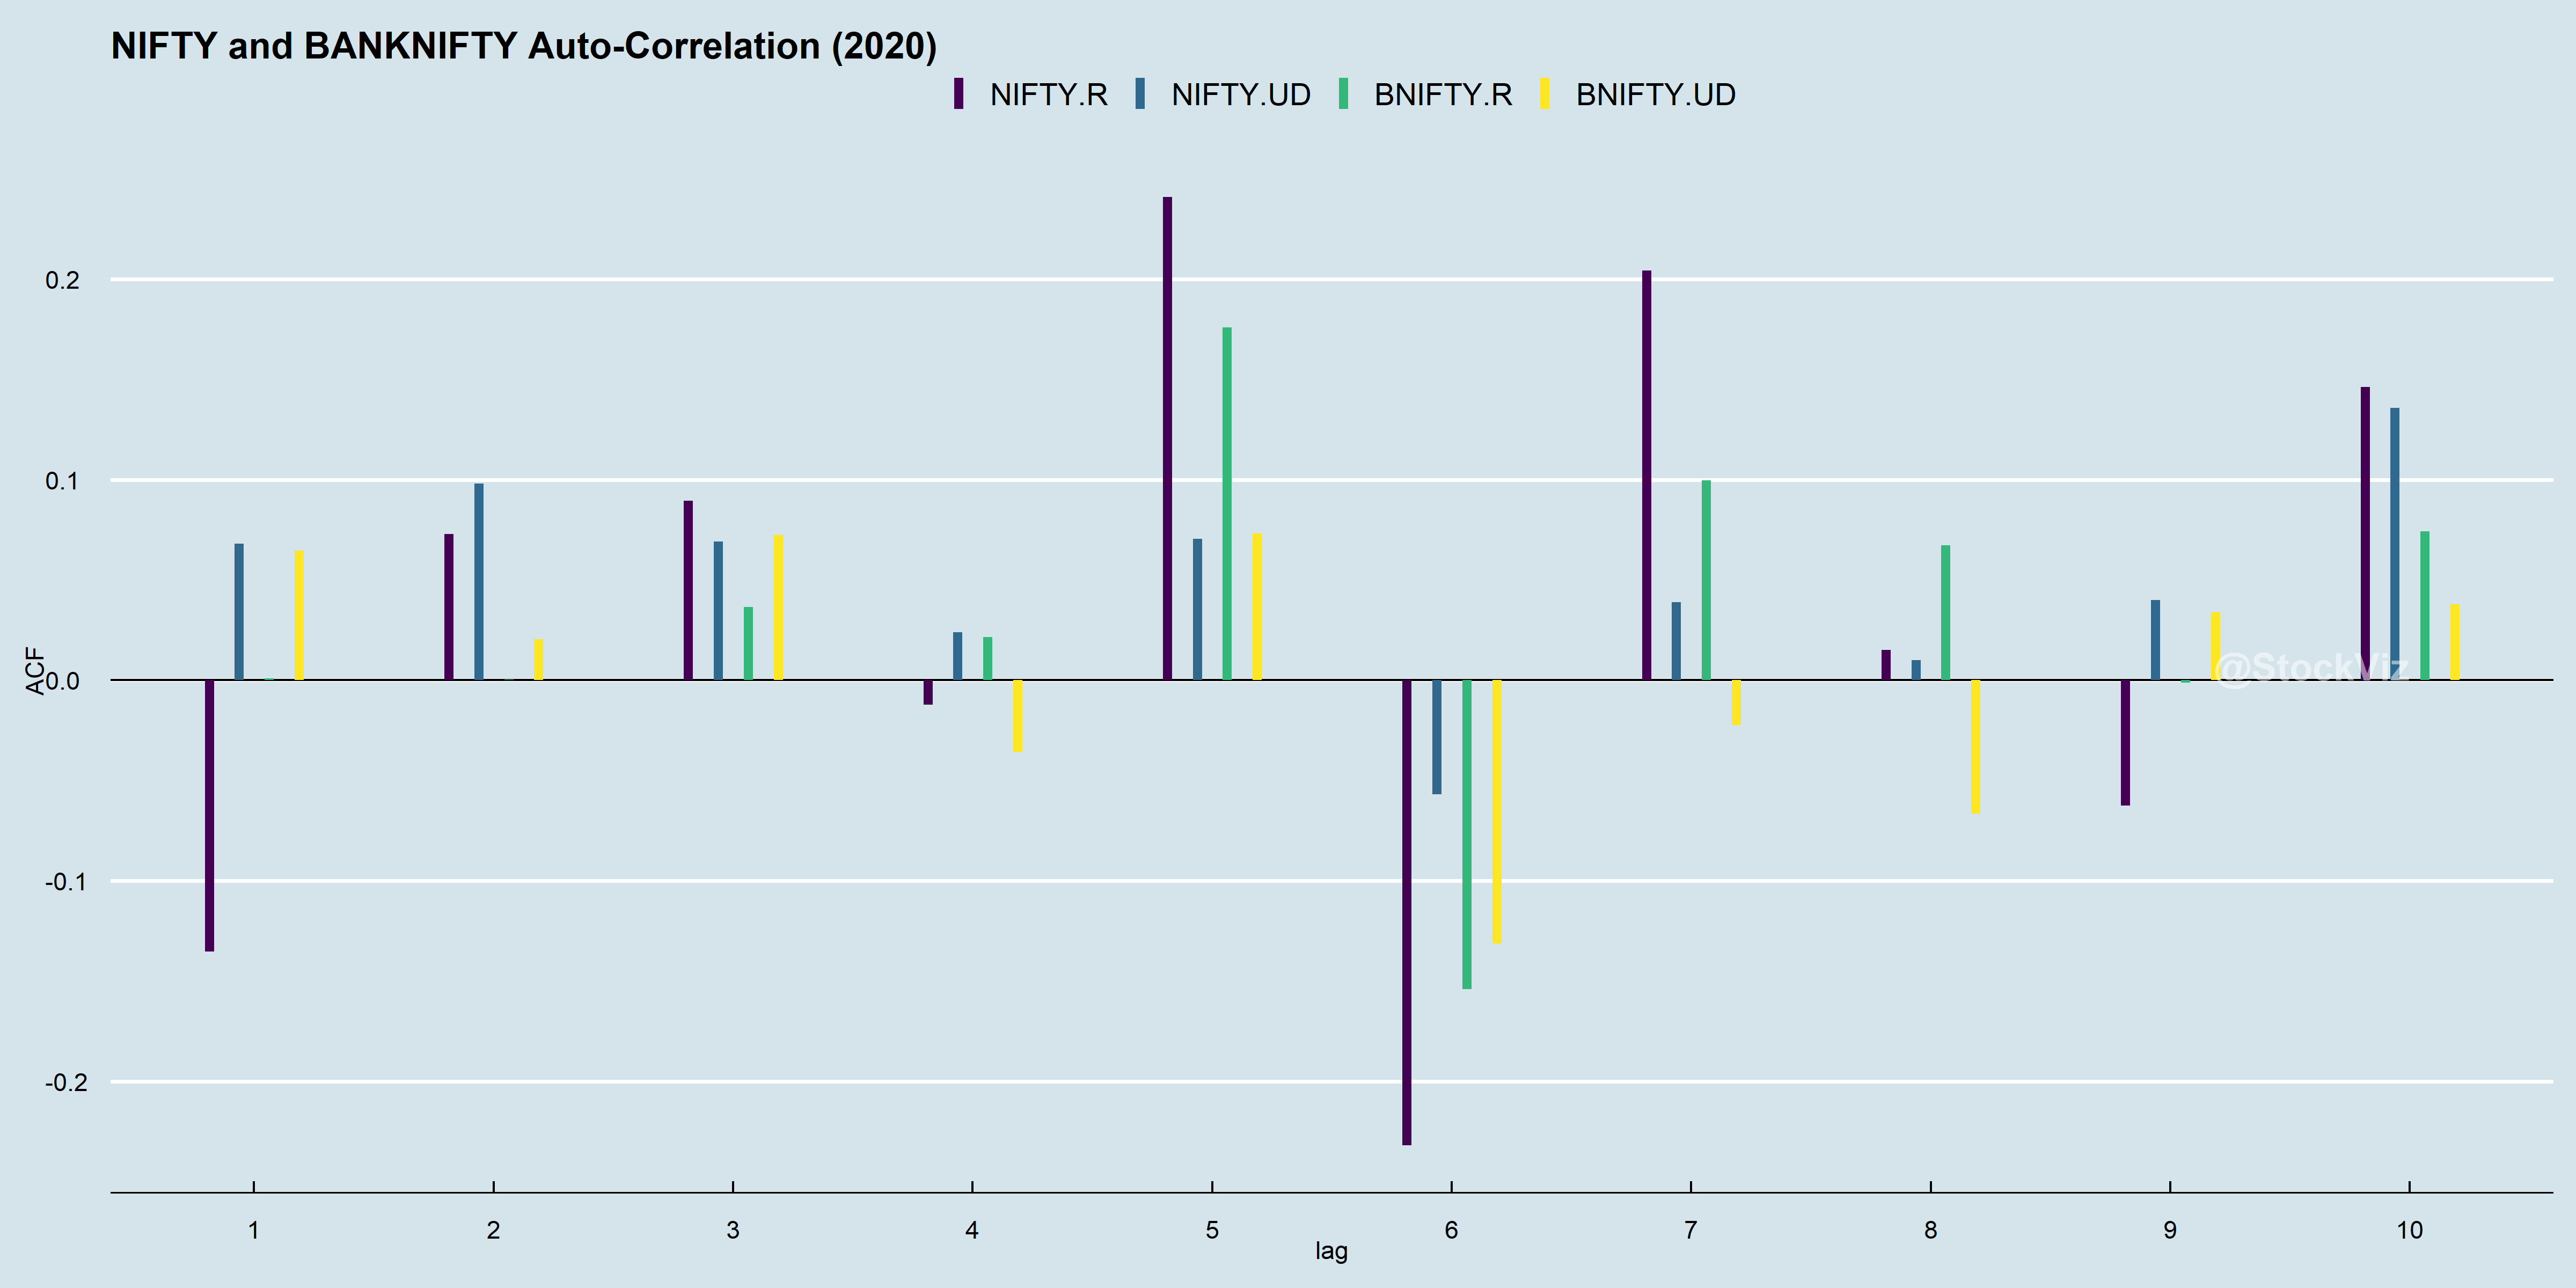 NIFTY and BANKNIFTY Auto-Correlation (2020)
NIFTY.R NIFTY.UD BNIFTY.R BNIFTY.UD
0.2
0.1
0.0
-0.1
-0.2
ACF
@StockViz
1 2 3 4 5 6 7 8 9 10
lag